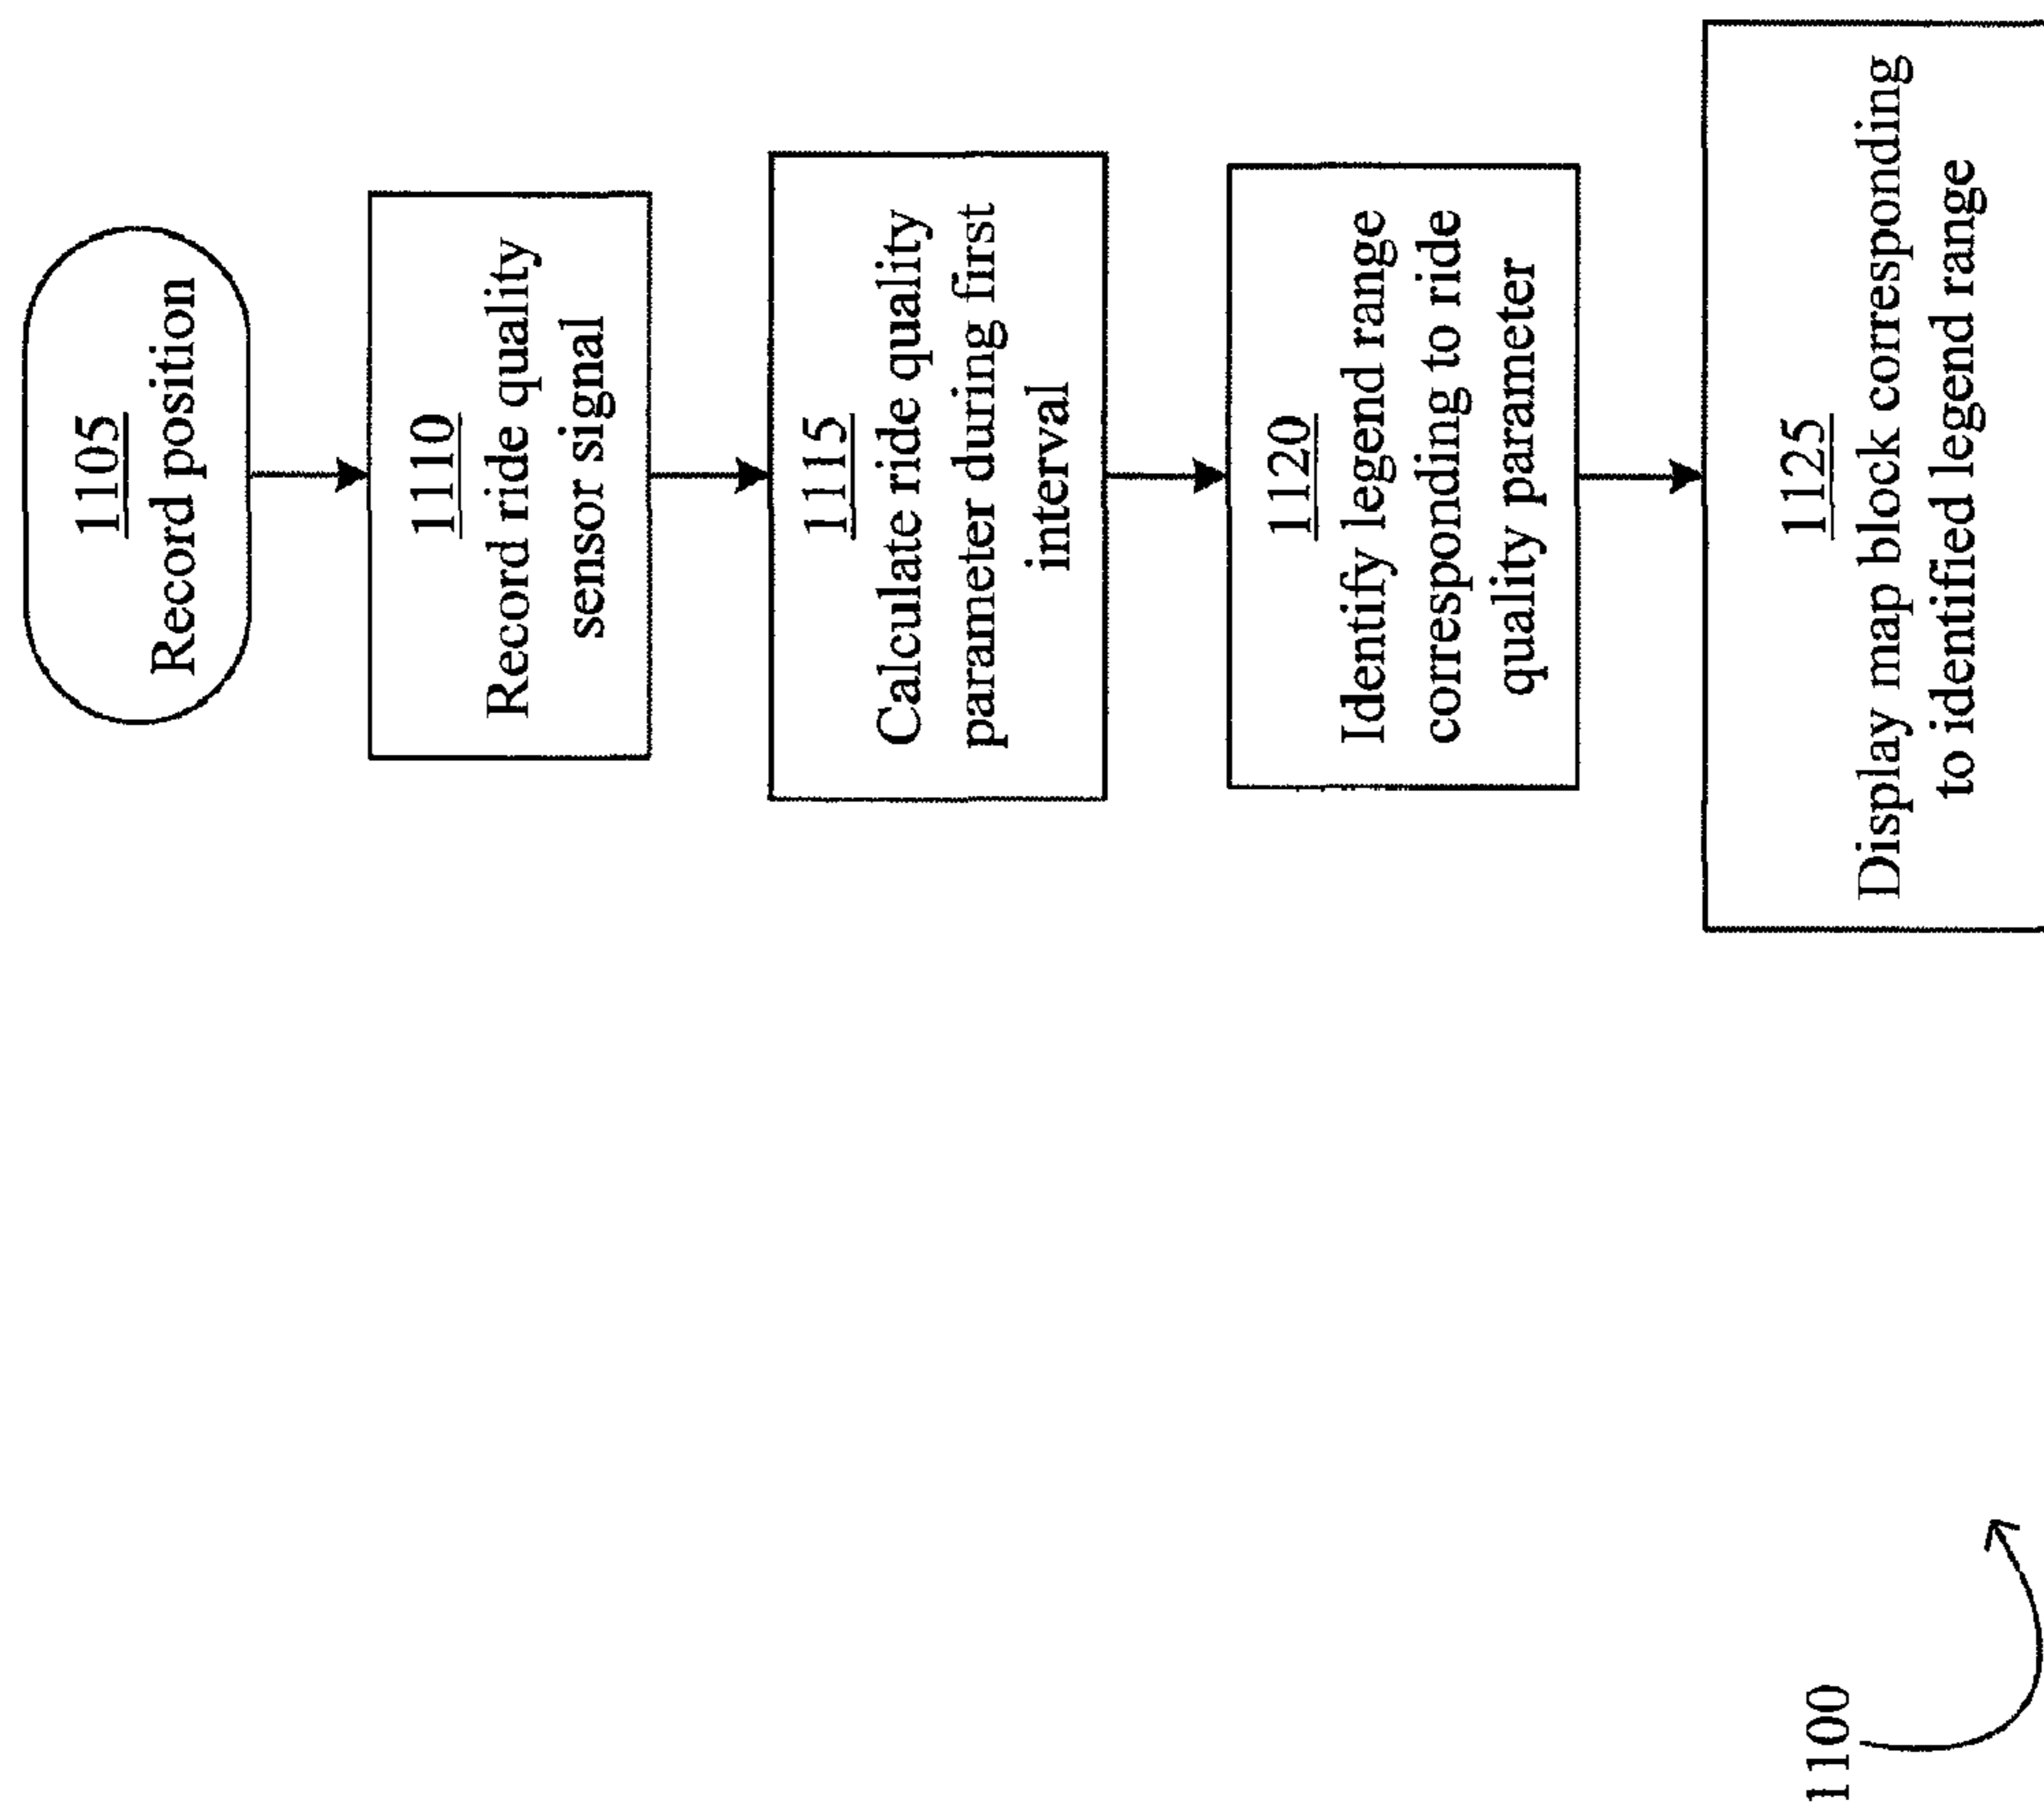 1105
Record position
1110
Record ride quality
sensor signal
1115
Calculate ride quality
parameter during first
interval
1120
Identify legend range
corresponding to ride
quality parameter
1125
Display map block corresponding
to identified legend range
1100